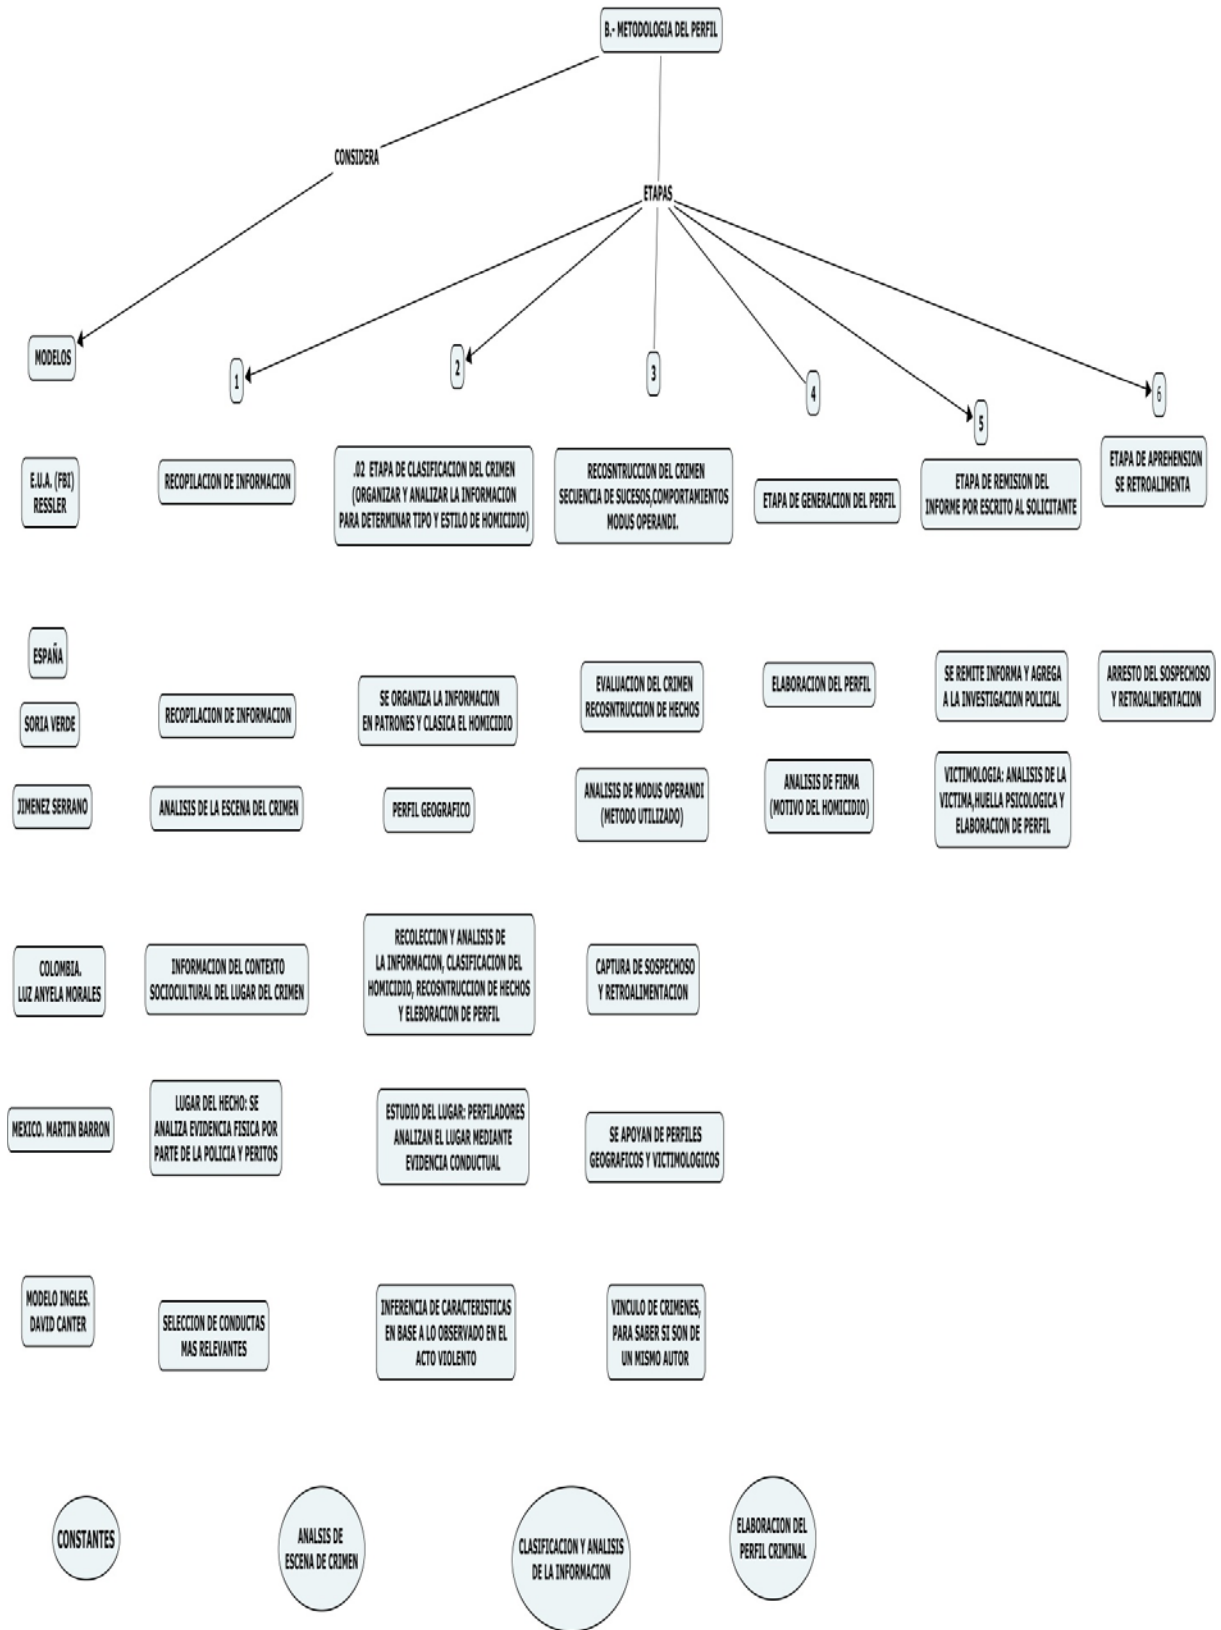 B.- METODOLOGIA DEL PERFIL
CONSIDERA
ETAPAS
MODELOS
1
2
3
4
5
6
E.U.A. (FBI)
RESSLER
RECOPILACION DE INFORMACION
.02 ETAPA DE CLASIFICACION DEL CRIMEN
(ORGANIZAR Y ANALIZAR LA INFORMACION
PARA DETERMINAR TIPO Y ESTILO DE HOMICIDIO)
RECOSNTRUCCION DEL CRIMEN
SECUENCIA DE SUCESOS,COMPORTAMIENTOS
MODUS OPERANDI.
ETAPA DE GENERACION DEL PERFIL
ETAPA DE REMISION DEL
INFORME POR ESCRITO AL SOLICITANTE
ETAPA DE APREHENSION
SE RETROALIMENTA
ESPAÑA
SORIA VERDE
RECOPILACION DE INFORMACION
SE ORGANIZA LA INFORMACION
EN PATRONES Y CLASICA EL HOMICIDIO
EVALUACION DEL CRIMEN
RECOSNTRUCCION DE HECHOS
ELABORACION DEL PERFIL
SE REMITE INFORMA Y AGREGA
A LA INVESTIGACION POLICIAL
ARRESTO DEL SOSPECHOSO
Y RETROALIMENTACION
JIMENEZ SERRANO
ANALISIS DE LA ESCENA DEL CRIMEN
PERFIL GEOGRAFICO
ANALISIS DE MODUS OPERANDI
(METODO UTILIZADO)
ANALISIS DE FIRMA
(MOTIVO DEL HOMICIDIO)
VICTIMOLOGIA: ANALISIS DE LA
VICTIMA,HUELLA PSICOLOGICA Y
ELABORACION DE PERFIL
COLOMBIA.
LUZ ANYELA MORALES
INFORMACION DEL CONTEXTO
SOCIOCULTURAL DEL LUGAR DEL CRIMEN
RECOLECCION Y ANALISIS DE
LA INFORMACION, CLASIFICACION DEL
HOMICIDIO, RECOSNTRUCCION DE HECHOS
Y ELEBORACION DE PERFIL
CAPTURA DE SOSPECHOSO
Y RETROALIMENTACION
MEXICO. MARTIN BARRON
LUGAR DEL HECHO: SE
ANALIZA EVIDENCIA FISICA POR
PARTE DE LA POLICIA Y PERITOS
ESTUDIO DEL LUGAR: PERFILADORES
ANALIZAN EL LUGAR MEDIANTE
EVIDENCIA CONDUCTUAL
SE APOYAN DE PERFILES
GEOGRAFICOS Y VICTIMOLOGICOS
MODELO INGLES.
DAVID CANTER
SELECCION DE CONDUCTAS
MAS RELEVANTES
INFERENCIA DE CARACTERISTICAS
EN BASE A LO OBSERVADO EN EL
ACTO VIOLENTO
VINCULO DE CRIMENES,
PARA SABER SI SON DE
UN MISMO AUTOR
CONSTANTES
ANALSIS DE
ESCENA DE CRIMEN
CLASIFICACION Y ANALISIS
DE LA INFORMACION
ELABORACION DEL
PERFIL CRIMINAL